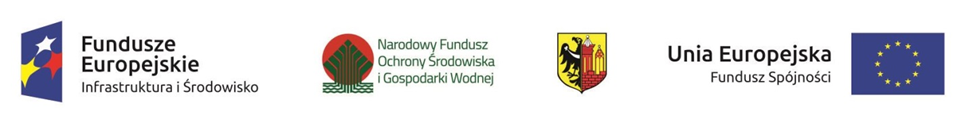 Fundusze
Europejskie
Infrastruktura i Środowisko
Narodowy Fundusz
Ochrony Środowiska
i Gospodarki Wodnej
Unia Europejska
Fundusz Spójności